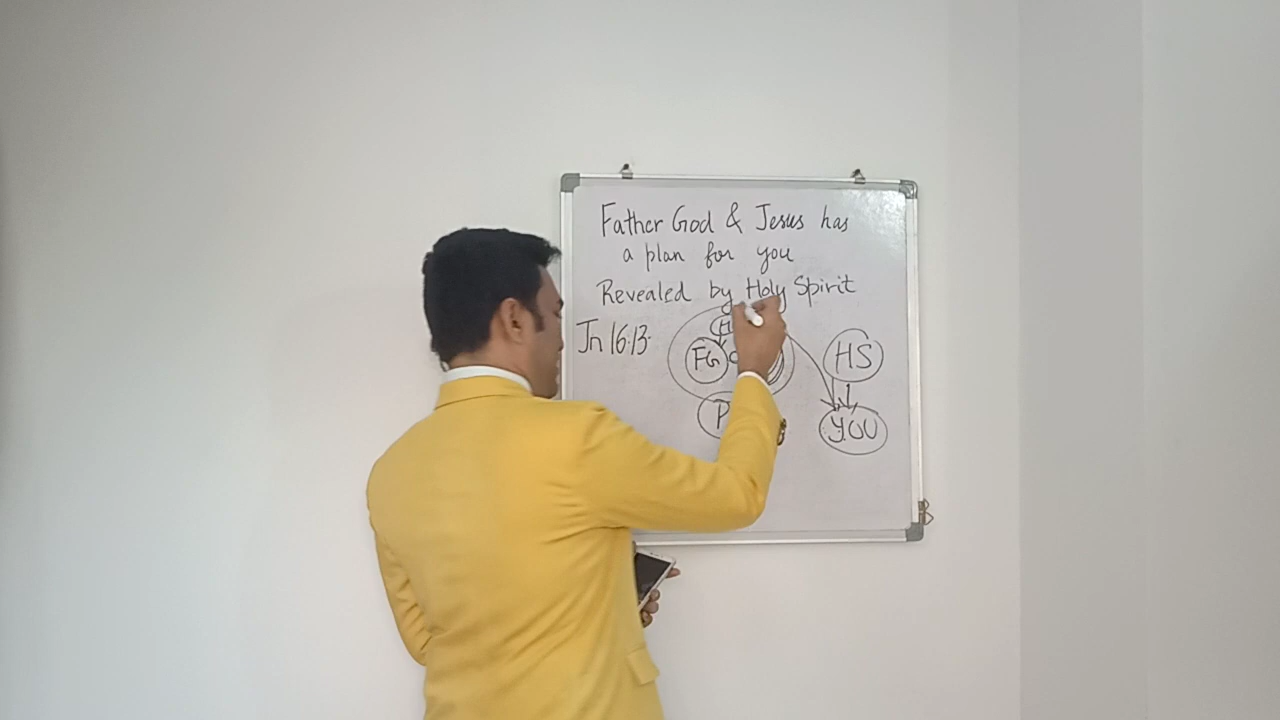 Father God & Jesus has
a plan for you
Revealed by Holy Spirit
Jn 16:13.
FG
HS
YOU